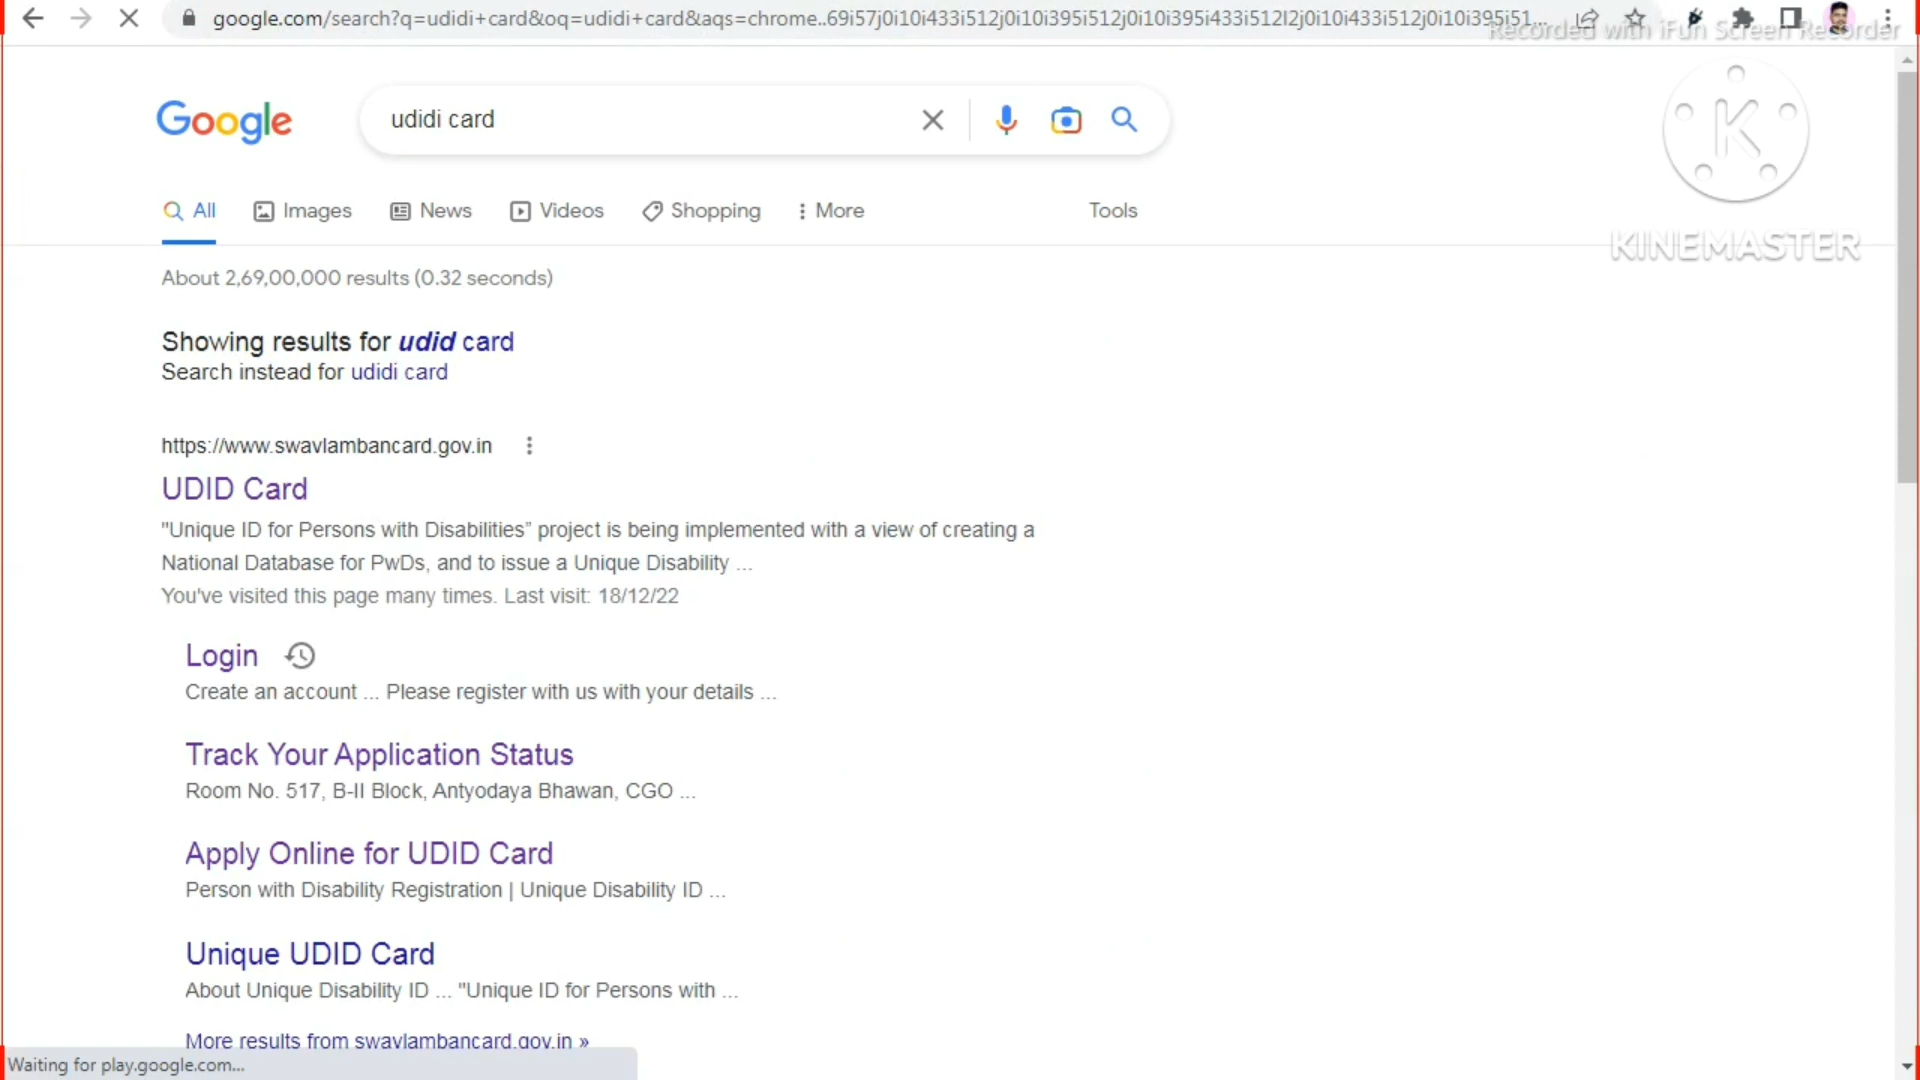 google.com/search?q=udidi+card&oq=udidi+card&aqs=chrome..69i57j0i10i433i512j0i10i395i512j0i10i395i433i512l2j0i10i433i512j0i10i395i51...
Recorded with iFun Screen Recorder
Google
udidi card
K
All Images News Videos Shopping More Tools
KINEMASTER
About 2,69,00,000 results (0.32 seconds)
Showing results for udid card
Search instead for udidi card
https://www.swavlambancard.gov.in
UDID Card
"Unique ID for Persons with Disabilities” project is being implemented with a view of creating a
National Database for PwDs, and to issue a Unique Disability ...
You've visited this page many times. Last visit: 18/12/22
Login
Create an account ... Please register with us with your details ...
Track Your Application Status
Room No. 517, B-II Block, Antyodaya Bhawan, CGO ...
Apply Online for UDID Card
Person with Disability Registration | Unique Disability ID ...
Unique UDID Card
About Unique Disability ID ... "Unique ID for Persons with ...
More results from swavlambancard.gov.in »
Waiting for play.google.com...